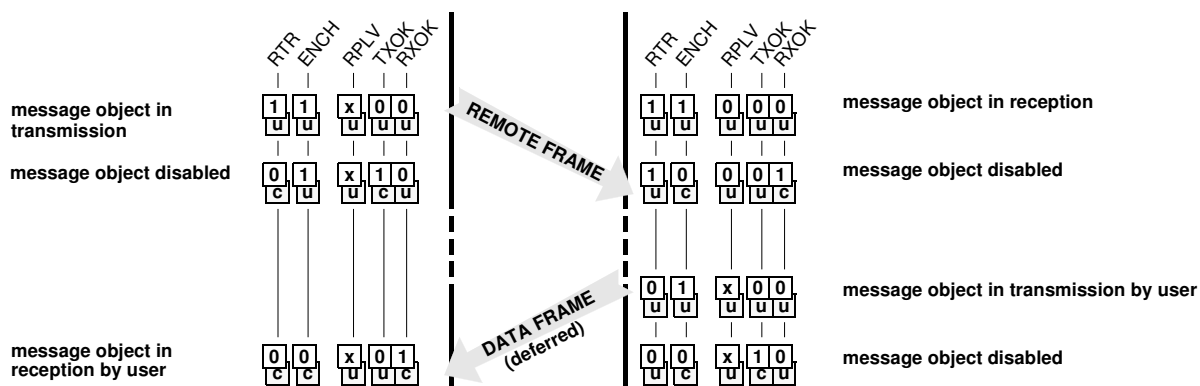 RTR ENCH RPLV TXOK RXOK
RTR ENCH RPLV TXOK RXOK
message object in
transmission
1 1 x 0 0
u u u u u
REMOTE FRAME
1 1 0 0 0
u u u u u
message object in reception
message object disabled
0 1 x 1 0
c u u c u
1 0 0 0 1
u c u u c
message object disabled
0 1 x 0 0
u u u u u
message object in transmission by user
DATA FRAME
(deferred)
message object in
reception by user
0 0 x 0 1
c c u u c
0 0 x 1 0
u c u c u
message object disabled